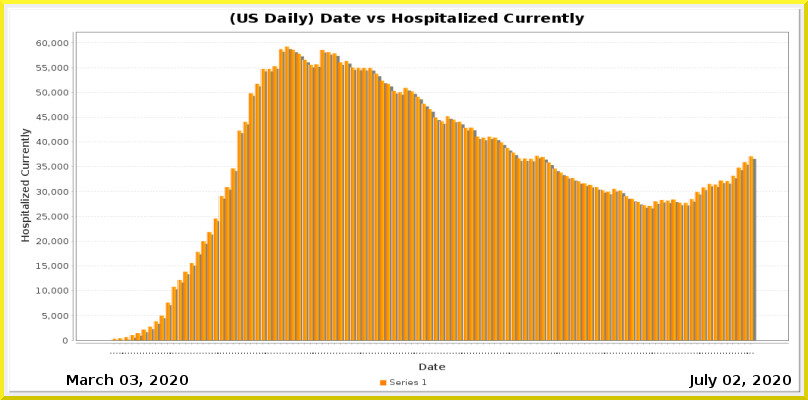 (US Daily) Date vs Hospitalized Currently
60,000
55,000
50,000
45,000
40,000
35,000
30,000
25,000
20,000
15,000
10,000
5,000
0
Hospitalized Currently
Date
March 03, 2020
Series 1
July 02, 2020